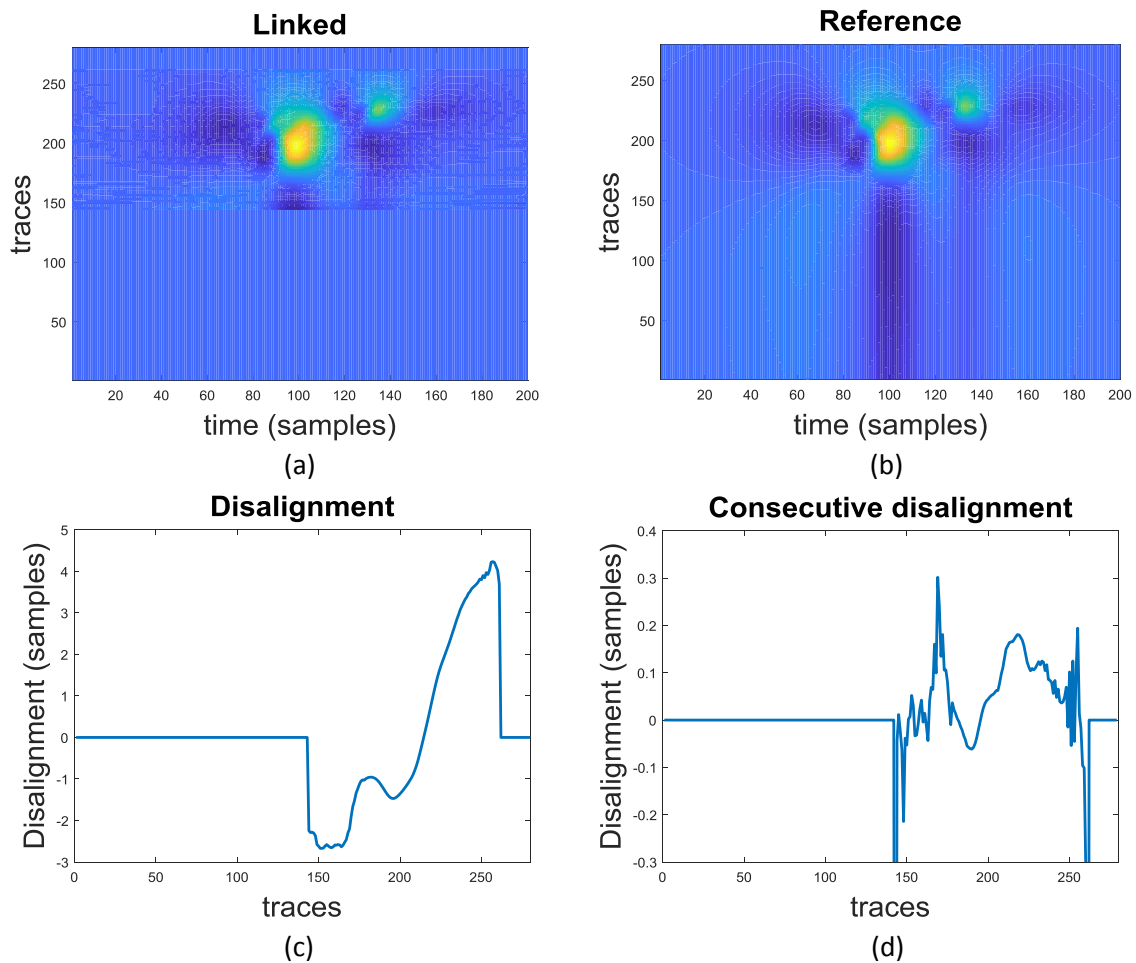 Linked
250
200
150
100
50
traces
20 40 60 80 100 120 140 160 180 200
time (samples)
(a)
Reference
250
200
150
100
50
traces
20 40 60 80 100 120 140 160 180 200
time (samples)
(b)
Disalignment
5
4
3
2
1
0
-1
-2
-3
Disalignment (samples)
0 50 100 150 200 250
traces
(c)
Consecutive disalignment
0.4
0.3
0.2
0.1
0
-0.1
-0.2
-0.3
Disalignment (samples)
0 50 100 150 200 250
traces
(d)